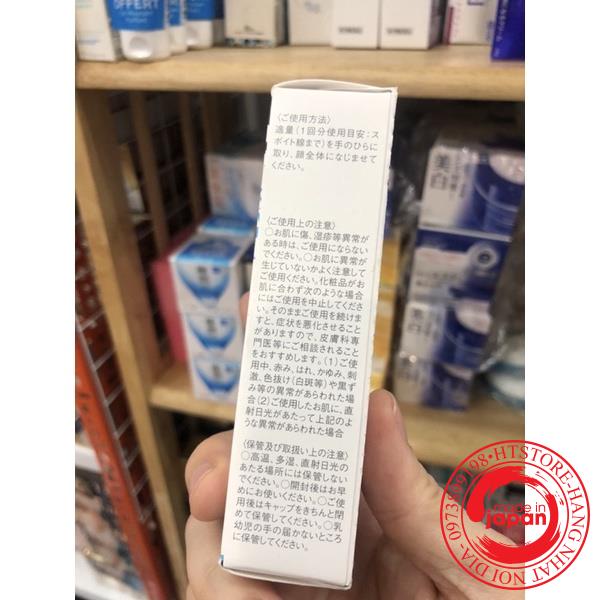 OFFERT
〈ご使用方法〉
適量(1回分使用目安:ス
ポイト線まで)を手のひらに
取り、顔全体になじませて
ください。
〈ご使用上の注意〉
○お肌に傷、湿疹等異常が
ある時は、ご使用にならない
でください。○お肌に異常が
生じていないかよく注意して
ご使用ください。化粧品がお
肌に合わず次のような場合
にはご使用を中止してくださ
い。そのままご使用を続けま
すと、症状を悪化させること
がありますので、皮膚科専
門医等にご相談されること
をおすすめします。(1)ご使
用中、赤み、はれ、かゆみ、刺
激、色抜け(白斑等)や黒ず
み等の異常があらわれた場
合(2)ご使用したお肌に、直
射日光があたって上記のよ
うな異常があらわれた場合
〈保管及び取扱い上の注意〉
○高温、多湿、直射日光の
あたる場所には保管しない
でください。○開封後はお早
めにお使いください。○ご使
用後はキャップをきちんと閉
めて保管してください。○乳
幼児の手の届かないところ
に保管してください。
美白
美白
HTSTORE-HANG NHAT NOI DIA-
made in
japan